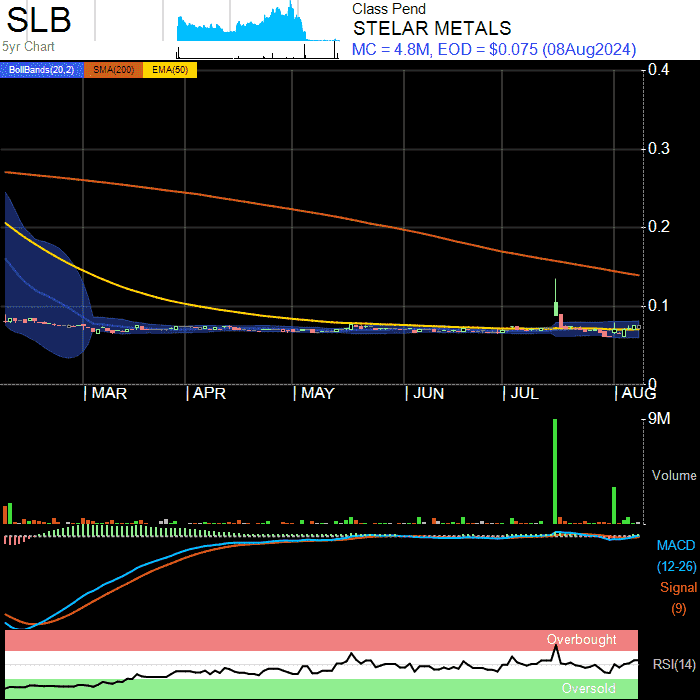 SLB
5yr Chart
Class Pend
STELAR METALS
MC = 4.8M, EOD = $0.075 (08Aug2024)
BollBands(20,2) SMA(200) EMA(50)
0.4
0.3
0.2
0.1
0
| MAR | APR | MAY | JUN | JUL | AUG
9M
Volume
MACD
(12-26)
Signal
(9)
Overbought
RSI(14)
Oversold